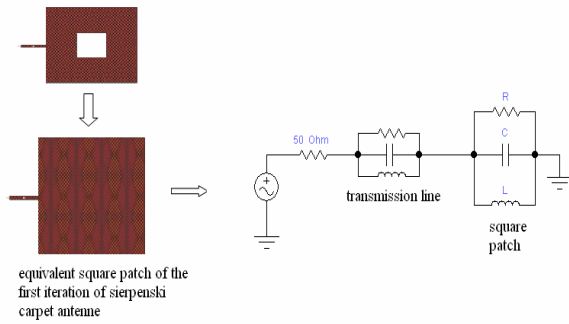 R
50 Ohm
C
transmission line
L
square
patch
equivalent square patch of the
first iteration of sierpenski
carpet antenne